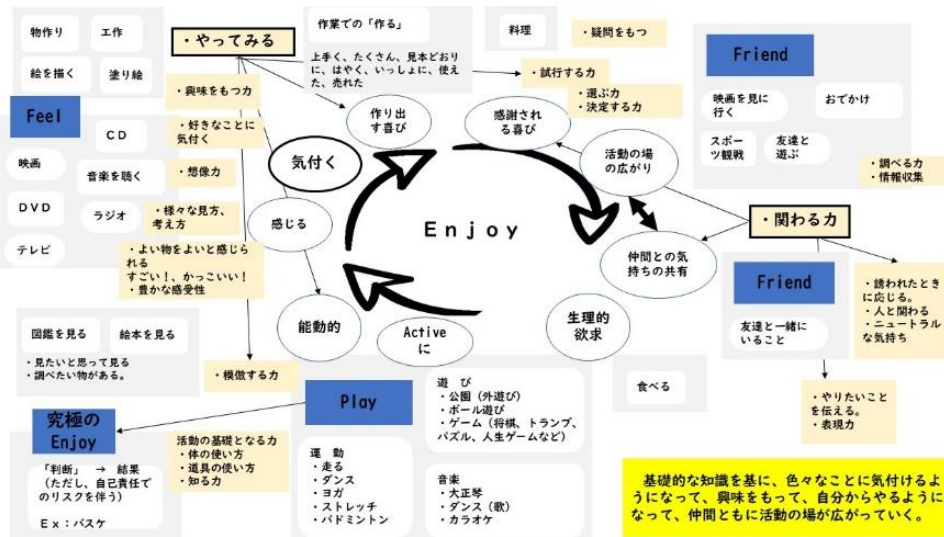 物作り
工作
絵を描く
塗り絵
・やってみる
作業での「作る」
上手く、たくさん、見本どおり
に、はやく、いっしょに、使え
た、売れた
料理
・疑問をもつ
・試行する力
・選ぶ力
・決定する力
Feel
CD
映画
音楽を聴く
DVD
ラジオ
テレビ
・興味をもつ力
・好きなことに
気付く
・想像力
・様々な見方、
考え方
・よい物をよいと感じら
れる
すごい!、かっこいい!
・豊かな感受性
気付く
作り出
す喜び
感謝され
る喜び
活動の場
の広がり
感じる
Enjoy
仲間との気
持ちの共有
能動的
Active
に
生理的
欲求
Friend
映画を見に
行く
おでかけ
スポー
ツ観戦
友達と
遊ぶ
・調べる力
・情報収集
・関わる力
Friend
友達と一緒に
いること
・誘われたとき
に応じる。
・人と関わる
・ニュートラル
な気持ち
・やりたいこと
を伝える。
・表現力
図鑑を見る
絵本を見る
・見たいと思って見る
・調べたい物がある。
・模倣する力
究極の
Enjoy
「判断」 → 結果
(ただし、自己責任で
のリスクを伴う)
Ex:バスケ
活動の基礎となる力
・体の使い方
・道具の使い方
・知る力
Play
運動
・走る
・ダンス
・ヨガ
・ストレッチ
・バドミントン
遊び
・公園(外遊び)
・ボール遊び
・ゲーム(将棋、トランプ、
パズル、人生ゲームなど)
音楽
・大正琴
・ダンス(歌)
・カラオケ
食べる
基礎的な知識を基に、色々なことに気付けるよ
うになって、興味をもって、自分からやるように
なって、仲間ともに活動の場が広がっていく。